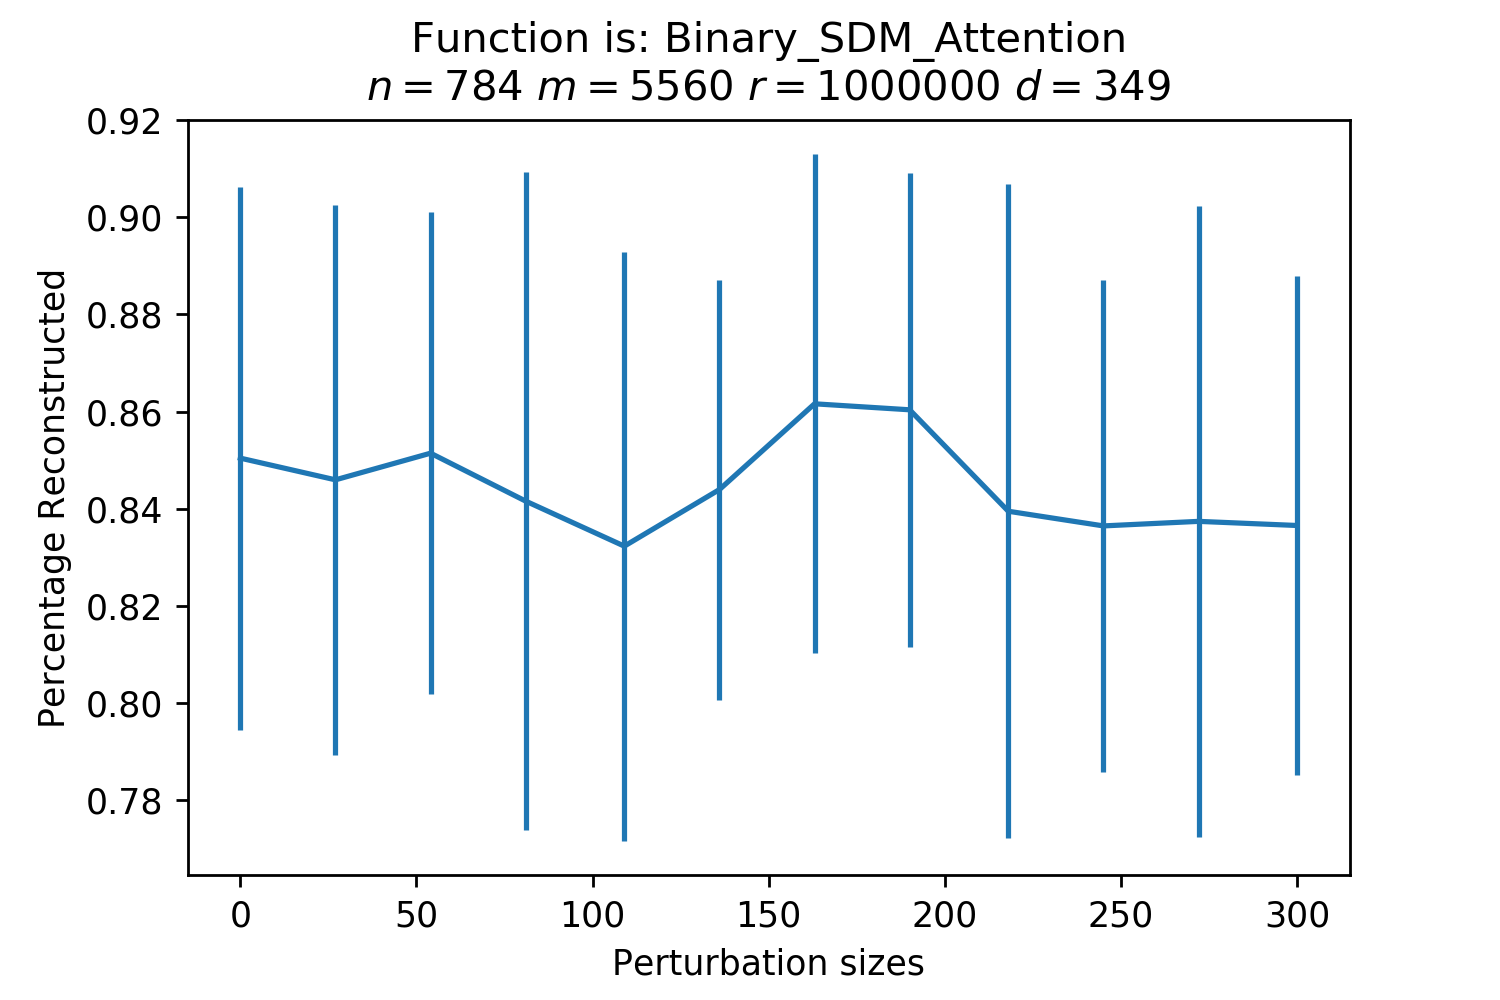 Function is: Binary_SDM_Attention
n = 784 m = 5560 r = 1000000 d = 349
0.92
0.90
0.88
0.86
0.84
0.82
0.80
0.78
Percentage Reconstructed
0 50 100 150 200 250 300
Perturbation sizes